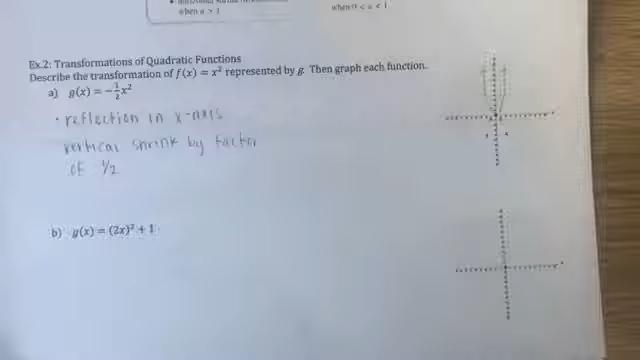 when a > 1
when 0 < a < 1
Ex.2: Transformations of Quadratic Functions
Describe the transformation of f(x) = x² represented by g. Then graph each function.
a) g(x) = −½x²
• reflection in x-axis
vertical shrink by factor
of ½
b) g(x) = (2x)² + 1